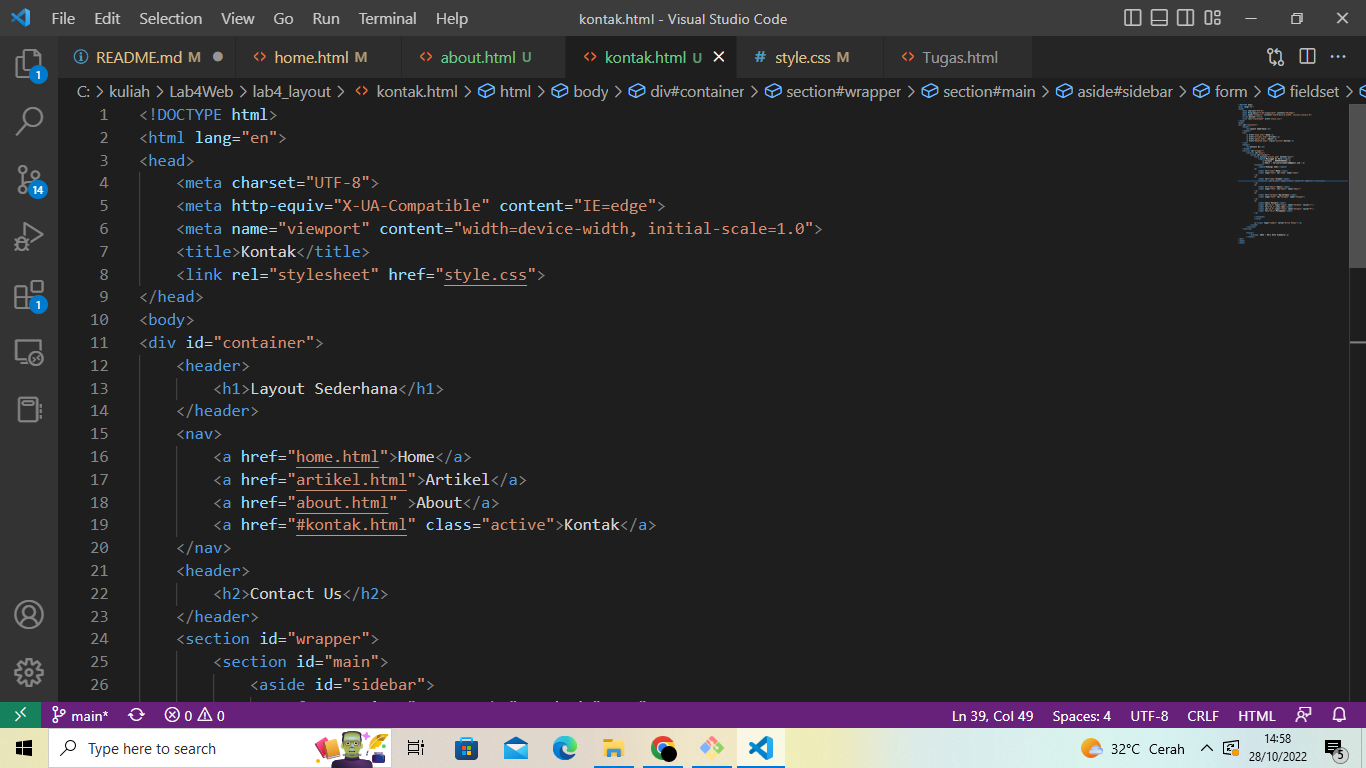 File Edit Selection View Go Run Terminal Help kontak.html - Visual Studio Code
README.md M home.html M about.html U kontak.html U style.css M Tugas.html
C: > kuliah > Lab4Web > lab4_layout > kontak.html > html > body > div#container > section#wrapper > section#main > aside#sidebar > form > fieldset >
1 <!DOCTYPE html>
2 <html lang="en">
3 <head>
4 <meta charset="UTF-8">
5 <meta http-equiv="X-UA-Compatible" content="IE=edge">
6 <meta name="viewport" content="width=device-width, initial-scale=1.0">
7 <title>Kontak</title>
8 <link rel="stylesheet" href="style.css">
9 </head>
10 <body>
11 <div id="container">
12 <header>
13 <h1>Layout Sederhana</h1>
14 </header>
15 <nav>
16 <a href="home.html">Home</a>
17 <a href="artikel.html">Artikel</a>
18 <a href="about.html" >About</a>
19 <a href="#kontak.html" class="active">Kontak</a>
20 </nav>
21 <header>
22 <h2>Contact Us</h2>
23 </header>
24 <section id="wrapper">
25 <section id="main">
26 <aside id="sidebar">
1
14
1
main* 0 0 Ln 39, Col 49 Spaces: 4 UTF-8 CRLF HTML
Type here to search 32°C Cerah 14:58
28/10/2022 5